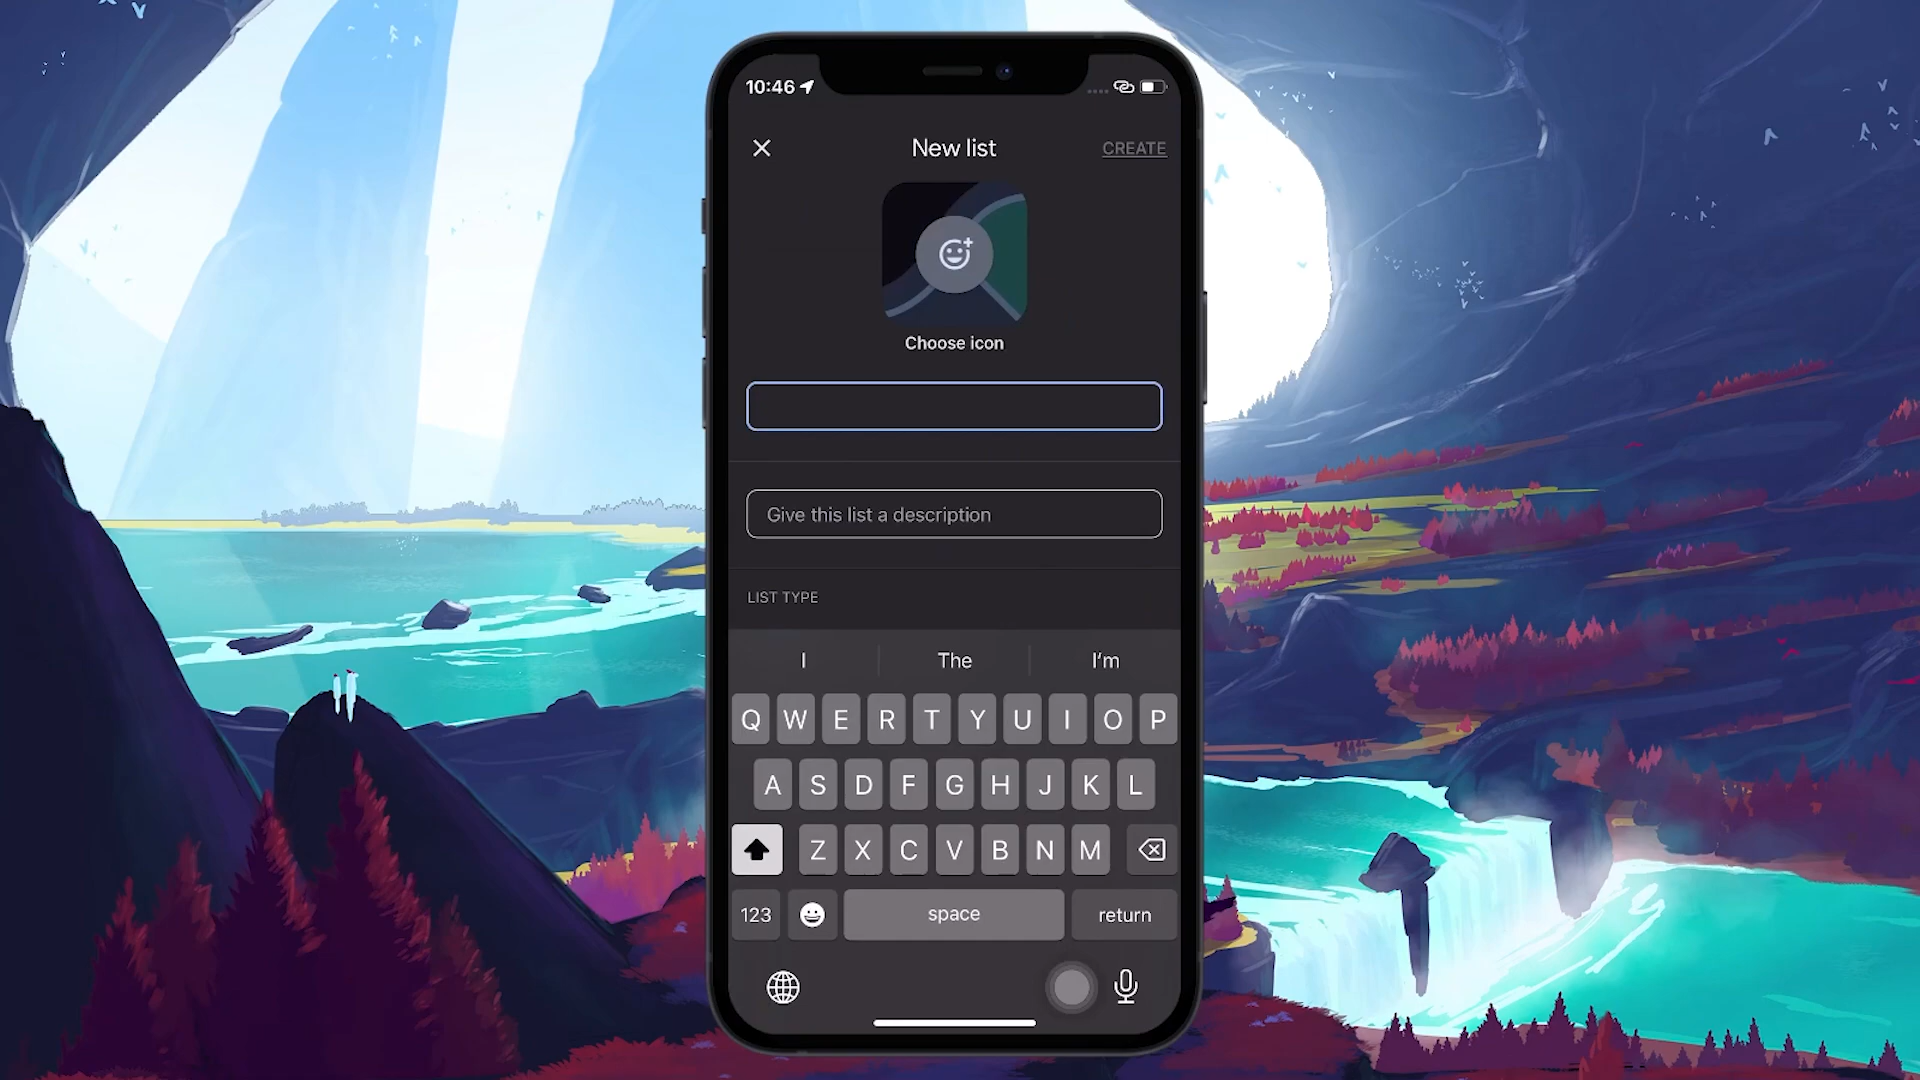 10:46
New list
CREATE
Choose icon
Give this list a description
LIST TYPE
I The I'm
Q W E R T Y U I O P
A S D F G H J K L
Z X C V B N M
123 space return